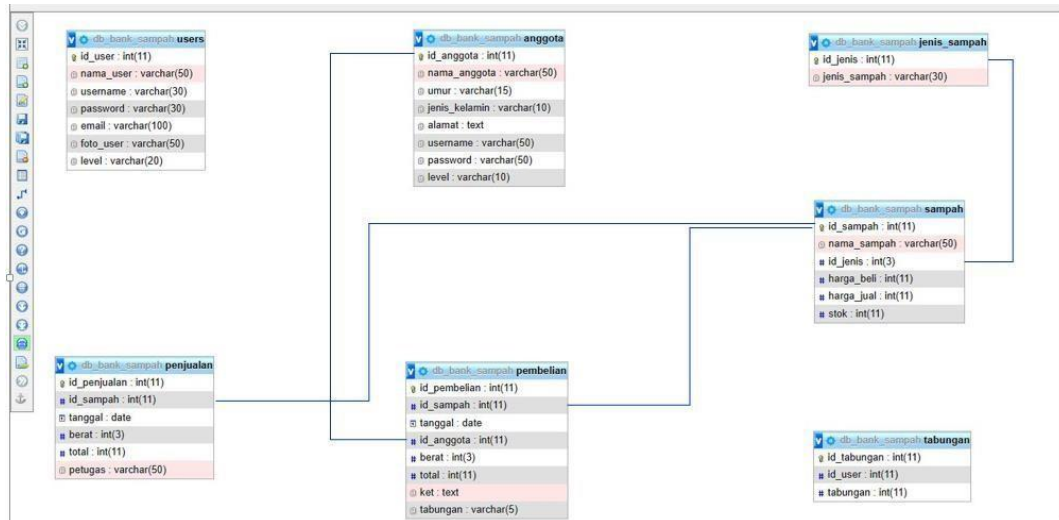 db_bank_sampah users
id_user : int(11)
nama_user : varchar(50)
username : varchar(30)
password : varchar(30)
email : varchar(100)
foto_user : varchar(50)
level : varchar(20)
db_bank_sampah anggota
id_anggota : int(11)
nama_anggota : varchar(50)
umur : varchar(15)
jenis_kelamin : varchar(10)
alamat : text
username : varchar(50)
password : varchar(50)
level : varchar(10)
db_bank_sampah jenis_sampah
id_jenis : int(11)
jenis_sampah : varchar(30)
db_bank_sampah sampah
id_sampah : int(11)
nama_sampah : varchar(50)
id_jenis : int(3)
harga_beli : int(11)
harga_jual : int(11)
stok : int(11)
db_bank_sampah penjualan
id_penjualan : int(11)
id_sampah : int(11)
tanggal : date
berat : int(3)
total : int(11)
petugas : varchar(50)
db_bank_sampah pembelian
id_pembelian : int(11)
id_sampah : int(11)
tanggal : date
id_anggota : int(11)
berat : int(3)
total : int(11)
ket : text
tabungan : varchar(5)
db_bank_sampah tabungan
id_tabungan : int(11)
id_user : int(11)
tabungan : int(11)